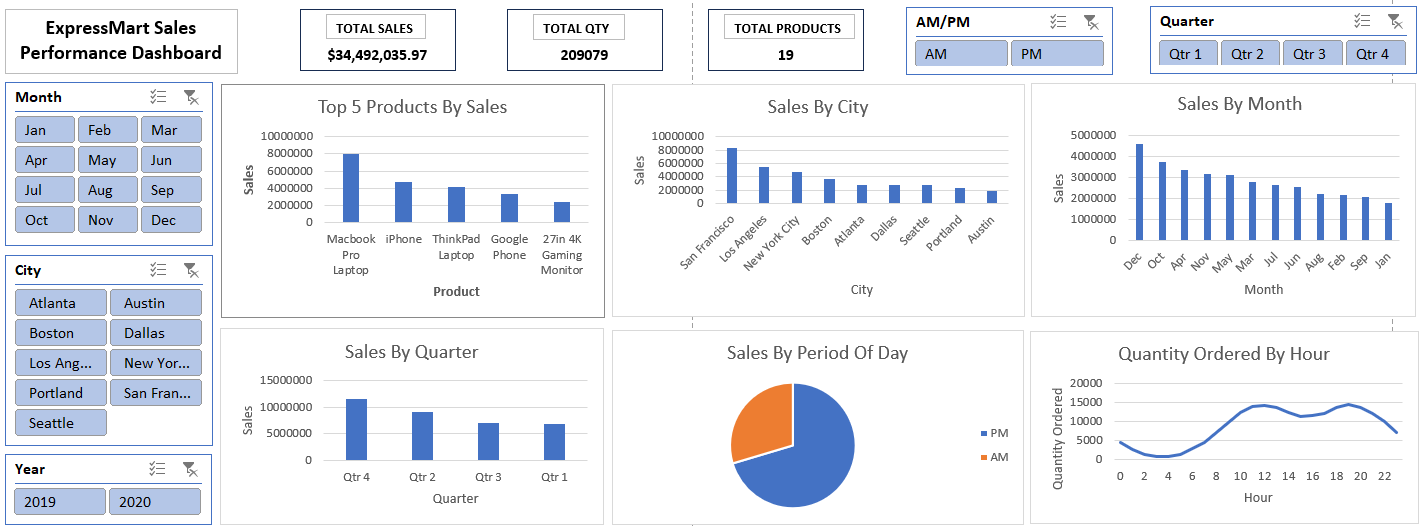 ExpressMart Sales
Performance Dashboard
TOTAL SALES
$34,492,035.97
TOTAL QTY
209079
TOTAL PRODUCTS
19
AM/PM
AM PM
Quarter
Qtr 1 Qtr 2 Qtr 3 Qtr 4
Month
Jan Feb Mar
Apr May Jun
Jul Aug Sep
Oct Nov Dec
City
Atlanta Austin
Boston Dallas
Los Ang... New Yor...
Portland San Fran...
Seattle
Year
2019 2020
Top 5 Products By Sales
Sales
10000000
8000000
6000000
4000000
2000000
0
Macbook Pro Laptop
iPhone
ThinkPad Laptop
Google Phone
27in 4K Gaming Monitor
Product
Sales By City
Sales
10000000
8000000
6000000
4000000
2000000
0
San Francisco
Los Angeles
New York City
Boston
Atlanta
Dallas
Seattle
Portland
Austin
City
Sales By Month
Sales
5000000
4000000
3000000
2000000
1000000
0
Dec Oct Apr Nov May Mar Jul Jun Aug Feb Sep Jan
Month
Sales By Quarter
Sales
15000000
10000000
5000000
0
Qtr 4 Qtr 2 Qtr 3 Qtr 1
Quarter
Sales By Period Of Day
PM
AM
Quantity Ordered By Hour
Quantity Ordered
20000
15000
10000
5000
0
0 2 4 6 8 10 12 14 16 18 20 22
Hour